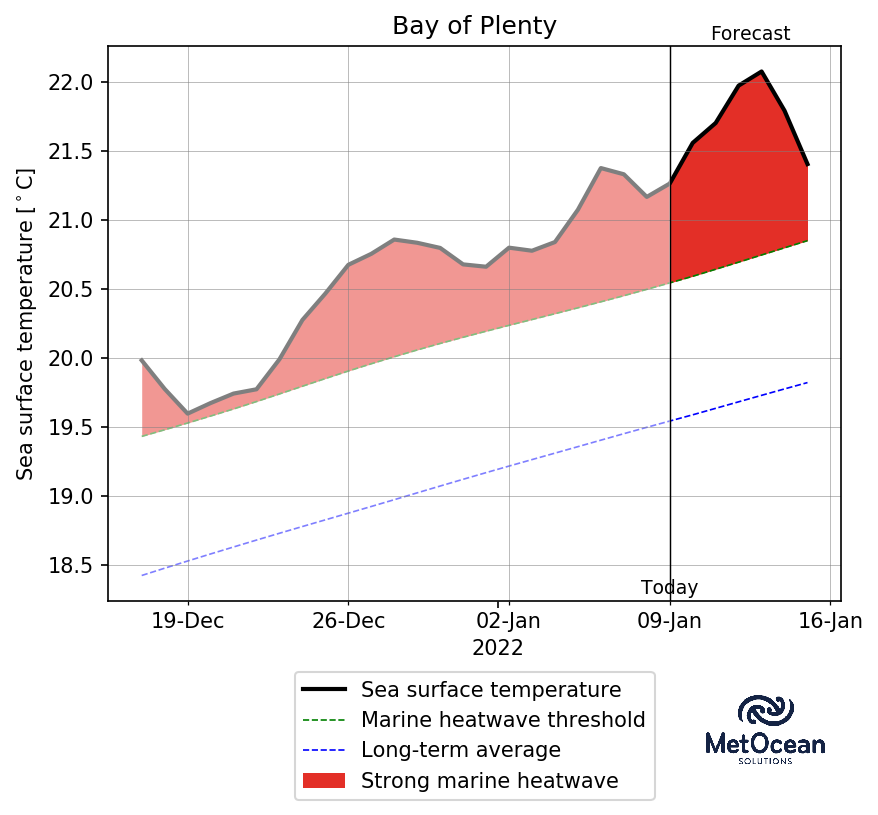 Bay of Plenty
Forecast
Sea surface temperature [°C]
22.0
21.5
21.0
20.5
20.0
19.5
19.0
18.5
Today
19-Dec 26-Dec 02-Jan 09-Jan 16-Jan
2022
Sea surface temperature
Marine heatwave threshold
Long-term average
Strong marine heatwave
MetOcean
SOLUTIONS